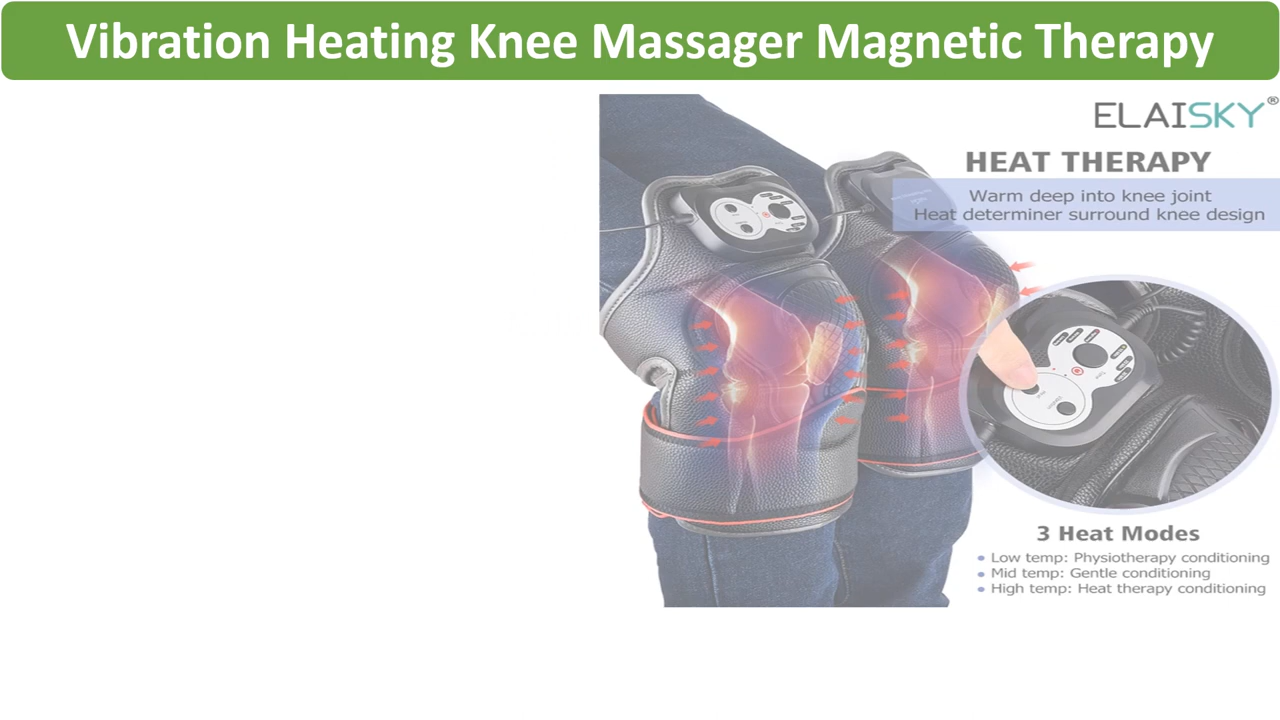 Vibration Heating Knee Massager Magnetic Therapy
ELAISKY®
HEAT THERAPY
Warm deep into knee joint
Heat determiner surround knee design
3 Heat Modes
• Low temp: Physiotherapy conditioning
• Mid temp: Gentle conditioning
• High temp: Heat therapy conditioning